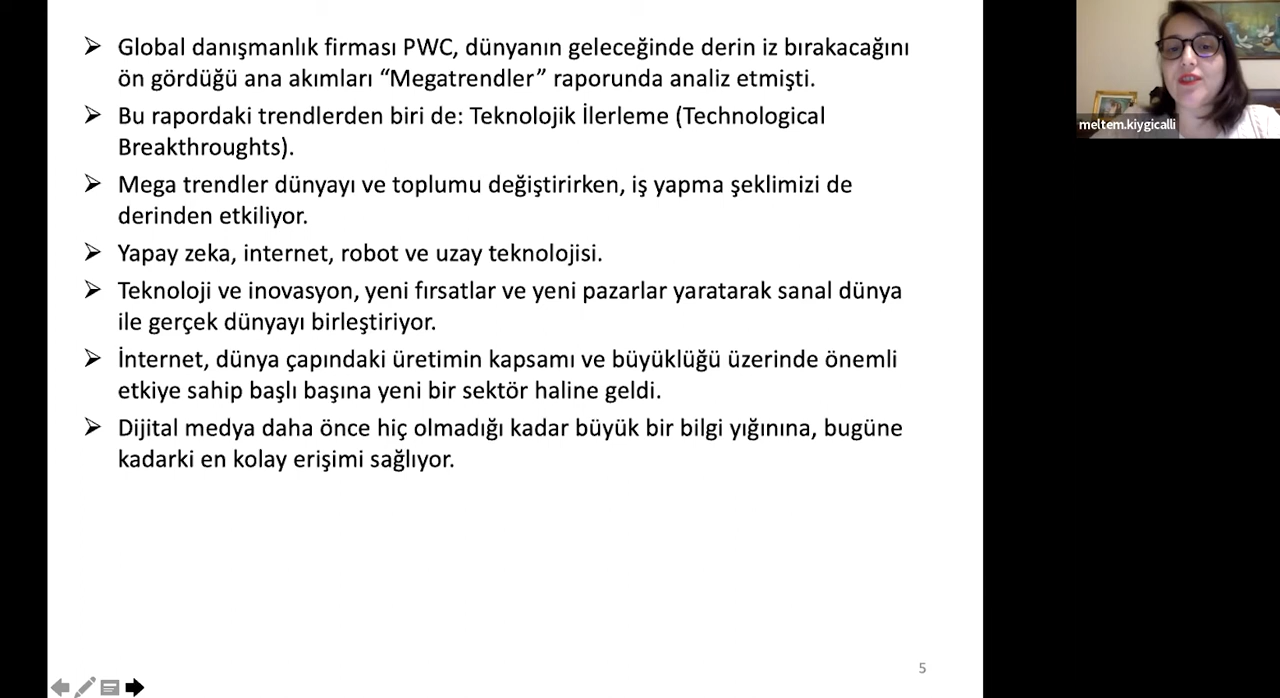 ➢ Global danışmanlık firması PWC, dünyanın geleceğinde derin iz bırakacağını
ön gördüğü ana akımları “Megatrendler” raporunda analiz etmişti.
➢ Bu rapordaki trendlerden biri de: Teknolojik İlerleme (Technological
Breakthroughts).
➢ Mega trendler dünyayı ve toplumu değiştirirken, iş yapma şeklimizi de
derinden etkiliyor.
➢ Yapay zeka, internet, robot ve uzay teknolojisi.
➢ Teknoloji ve inovasyon, yeni fırsatlar ve yeni pazarlar yaratarak sanal dünya
ile gerçek dünyayı birleştiriyor.
➢ İnternet, dünya çapındaki üretimin kapsamı ve büyüklüğü üzerinde önemli
etkiye sahip başlı başına yeni bir sektör haline geldi.
➢ Dijital medya daha önce hiç olmadığı kadar büyük bir bilgi yığınına, bugüne
kadarki en kolay erişimi sağlıyor.
5
meltem.kiygicalli